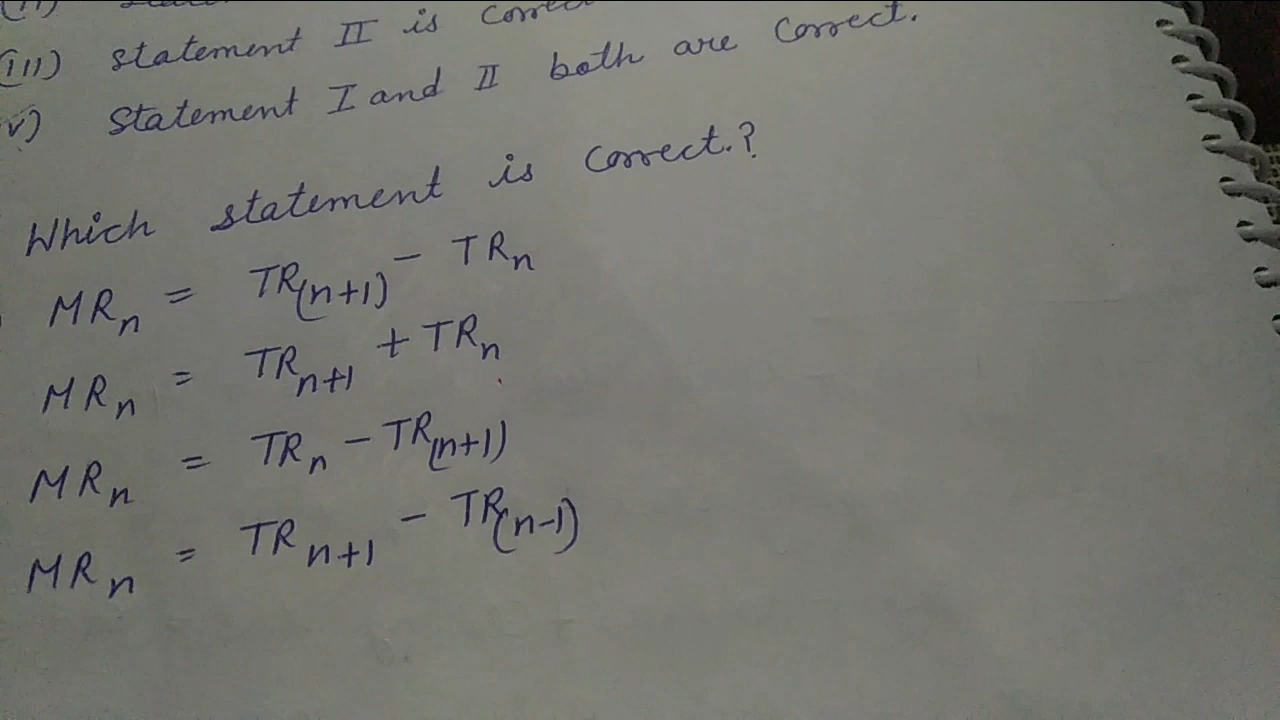 (iii) Statement II is
v) Statement I and II both are correct.
Which statement is correct.?
MRn = TR(n+1) - TRn
MRn = TRn+1 + TRn
MRn = TRn - TR(n+1)
MRn = TRn+1 - TR(n-1)